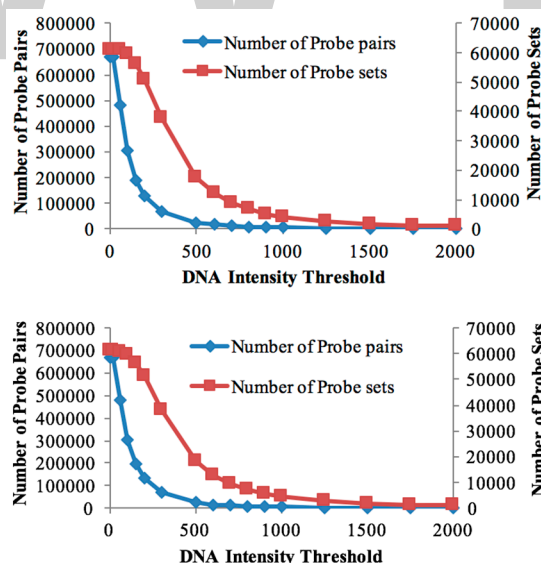 800000
700000
600000
500000
400000
300000
200000
100000
0
Number of Probe Pairs
Number of Probe pairs
Number of Probe sets
70000
60000
50000
40000
30000
20000
10000
0
Number of Probe Sets
0 500 1000 1500 2000
DNA Intensity Threshold
800000
700000
600000
500000
400000
300000
200000
100000
0
Number of Probe Pairs
Number of Probe pairs
Number of Probe sets
70000
60000
50000
40000
30000
20000
10000
0
Number of Probe Sets
0 500 1000 1500 2000
DNA Intensity Threshold